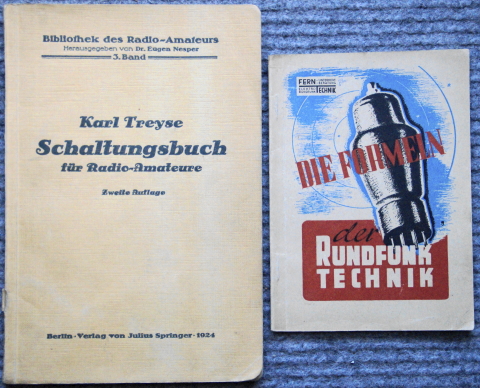 Bibliothek des Radio-Amateurs
Herausgegeben von Dr. Eugen Nesper
3. Band
Karl Treyse
Schaltungsbuch
für Radio-Amateure
Zweite Auflage
Berlin-Verlag von Julius Springer-1924
FERN
TECHNIK
DIE FORMELN
der
RUNDFUNK
TECHNIK